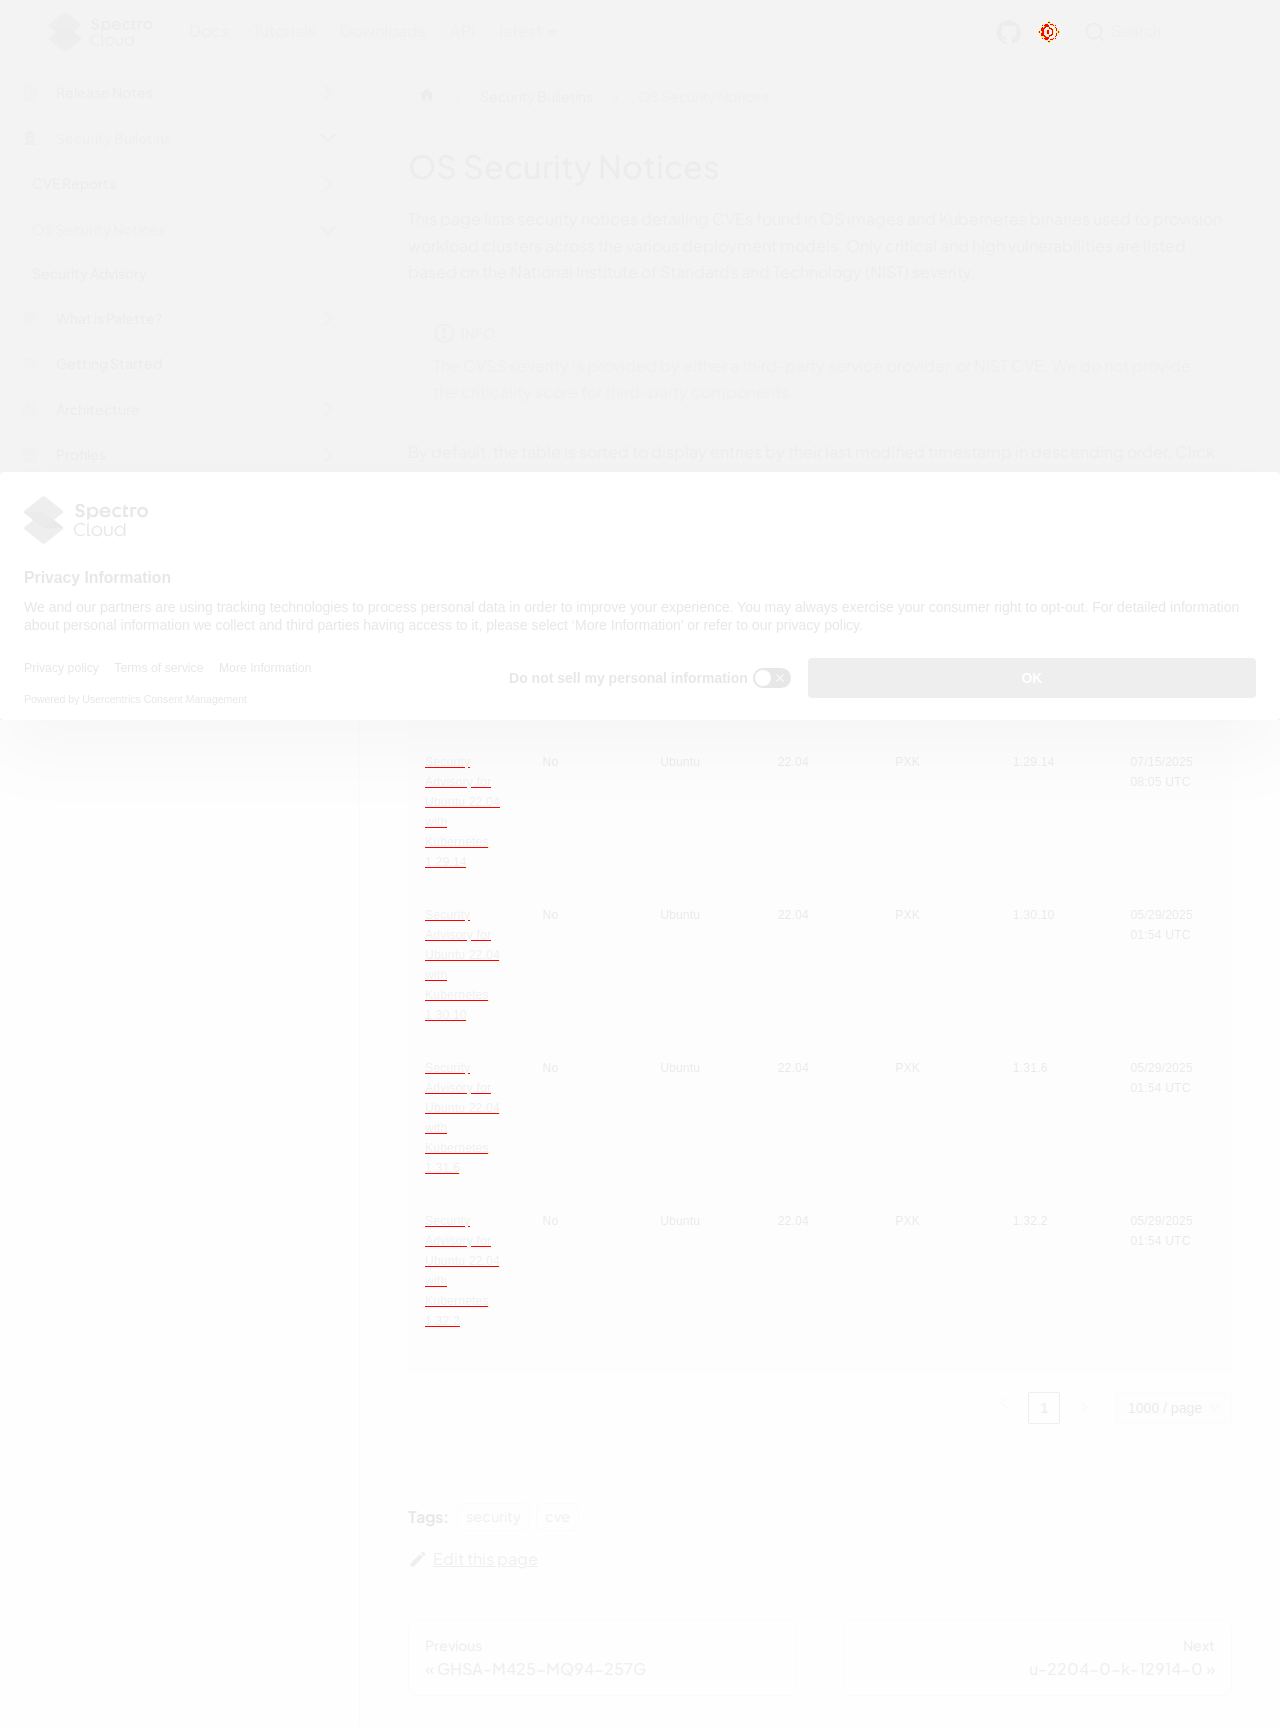 Spectro Cloud
Docs Tutorials Downloads API latest Search
Release Notes
Security Bulletins
CVE Reports
OS Security Notices
Security Advisory
What is Palette?
Getting Started
Architecture
Profiles
Security Bulletins OS Security Notices
OS Security Notices
This page lists security notices detailing CVEs found in OS images and Kubernetes binaries used to provision
workload clusters across the various deployment models. Only critical and high vulnerabilities are listed
based on the National Institute of Standards and Technology (NIST) severity.
INFO
The CVSS severity is provided by either a third-party service provider, or NIST CVE. We do not provide
the criticality score for third-party components.
By default, the table is sorted to display entries by their last modified timestamp in descending order. Click
Spectro
Cloud
Privacy Information
We and our partners are using tracking technologies to process personal data in order to improve your experience. You may always exercise your consumer right to opt-out. For detailed information
about personal information we collect and third parties having access to it, please select 'More Information' or refer to our privacy policy.
Privacy policy Terms of service More Information
Do not sell my personal information OK
Powered by Usercentrics Consent Management
Security No Ubuntu 22.04 PXK 1.29.14 07/15/2025
Advisory for 08:05 UTC
Ubuntu 22.04
with
Kubernetes
1.29.14
Security No Ubuntu 22.04 PXK 1.30.10 05/29/2025
Advisory for 01:54 UTC
Ubuntu 22.04
with
Kubernetes
1.30.10
Security No Ubuntu 22.04 PXK 1.31.6 05/29/2025
Advisory for 01:54 UTC
Ubuntu 22.04
with
Kubernetes
1.31.6
Security No Ubuntu 22.04 PXK 1.32.2 05/29/2025
Advisory for 01:54 UTC
Ubuntu 22.04
with
Kubernetes
1.32.2
1 1000 / page
Tags: security cve
Edit this page
Previous
« GHSA-M425-MQ94-257G
Next
u-2204-0-k-12914-0 »